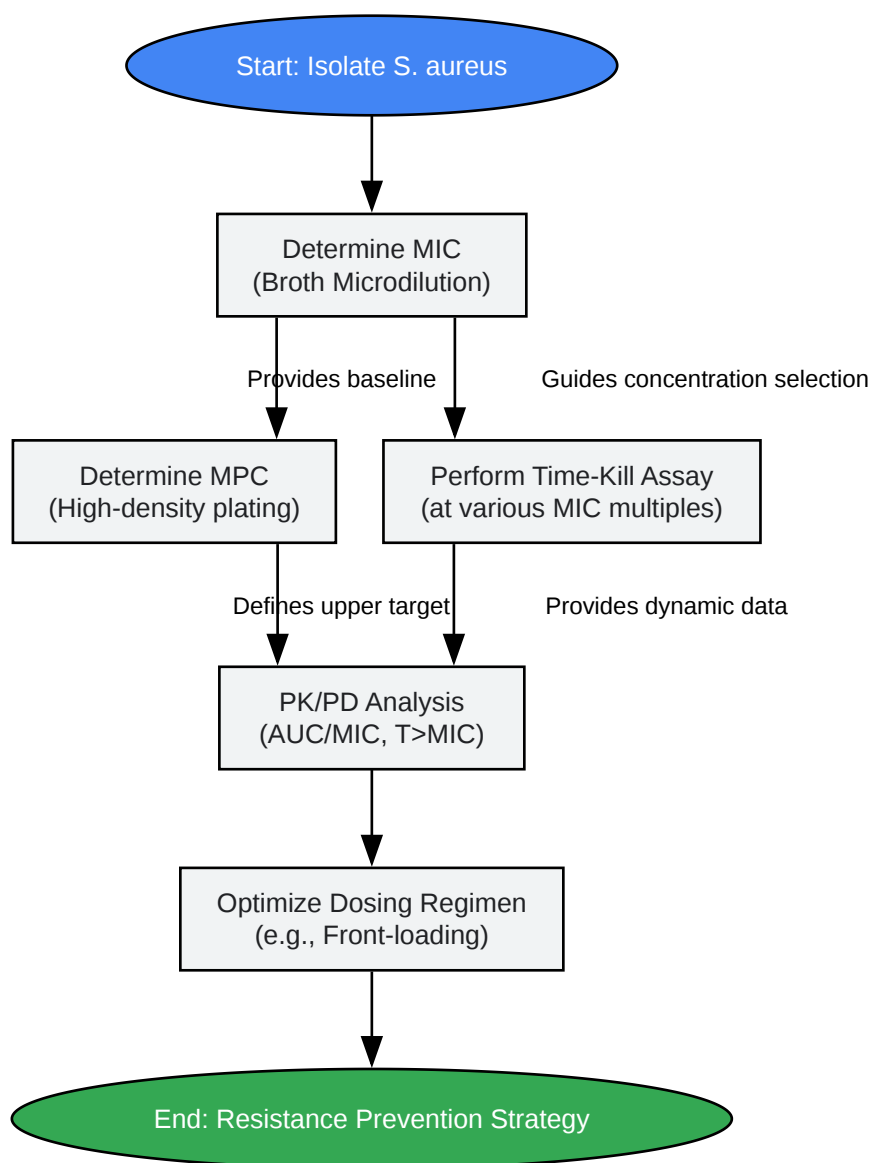 Start: Isolate S. aureus
Determine MIC
(Broth Microdilution)
Provides baseline
Guides concentration selection
Determine MPC
(High-density plating)
Perform Time-Kill Assay
(at various MIC multiples)
Defines upper target
Provides dynamic data
PK/PD Analysis
(AUC/MIC, T>MIC)
Optimize Dosing Regimen
(e.g., Front-loading)
End: Resistance Prevention Strategy